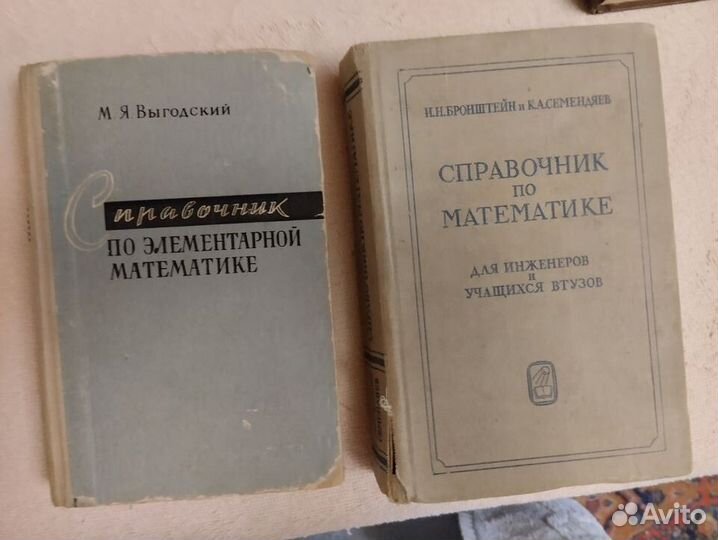 М. Я. Выгодский
Справочник
ПО ЭЛЕМЕНТАРНОЙ
МАТЕМАТИКЕ
И.Н.БРОНШТЕЙН и К.А.СЕМЕНДЯЕВ
СПРАВОЧНИК
ПО
МАТЕМАТИКЕ
ДЛЯ ИНЖЕНЕРОВ
И
УЧАЩИХСЯ ВТУЗОВ
Avito